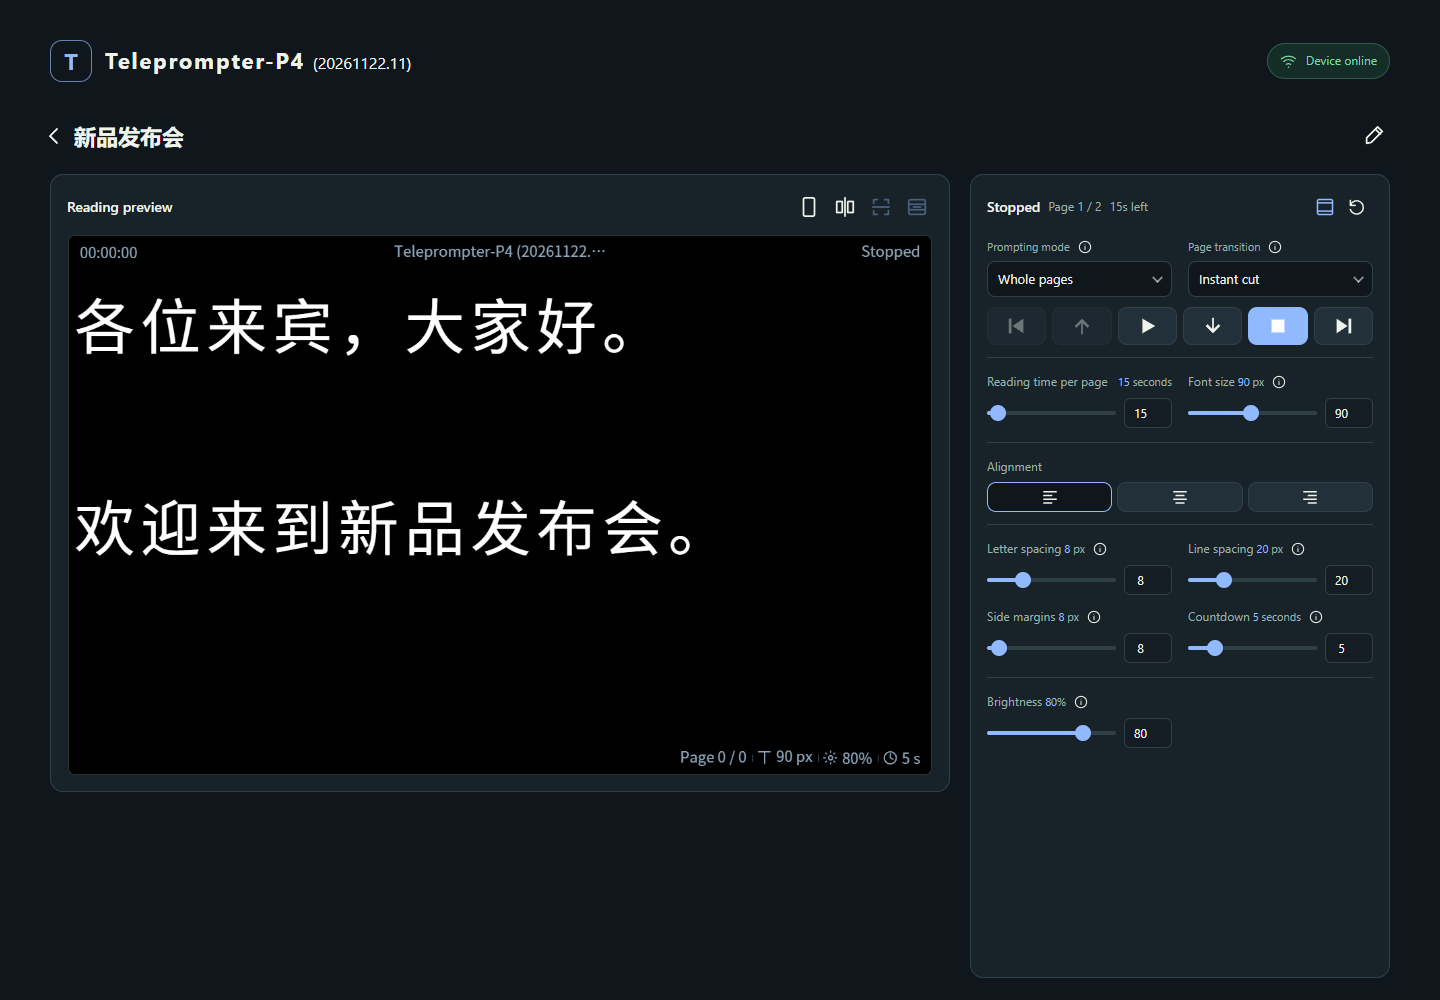 T
Teleprompter-P4 (20261122.11)
Device online
新品发布会
Reading preview
00:00:00
Teleprompter-P4 (20261122.···
Stopped
各位来宾，大家好。
欢迎来到新品发布会。
Page 0 / 0
90 px
80%
5 s
Stopped Page 1 / 2 15s left
Prompting mode
Page transition
Whole pages
Instant cut
Reading time per page 15 seconds
Font size 90 px
15
90
Alignment
Letter spacing 8 px
Line spacing 20 px
8
20
Side margins 8 px
Countdown 5 seconds
8
5
Brightness 80%
80